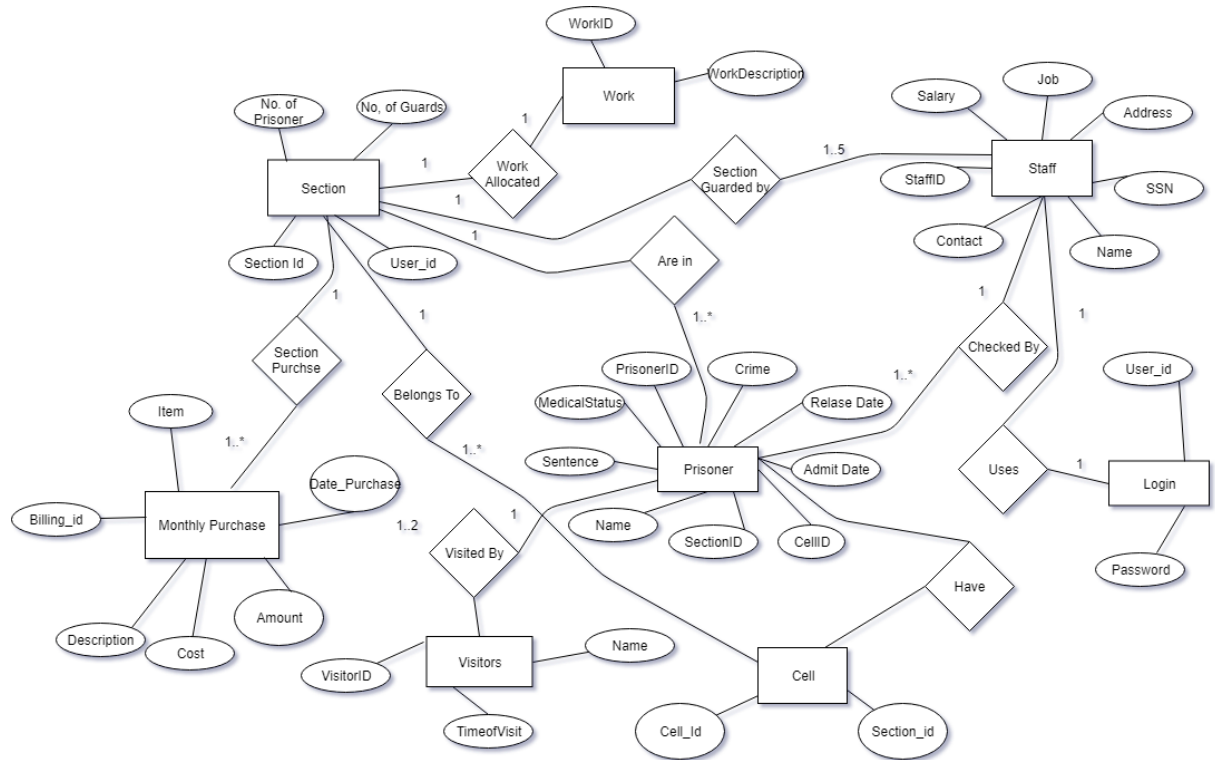 WorkID
Work
WorkDescription
No. of
Prisoner
No, of Guards
Section
Section Id
User_id
1
1
Work
Allocated
1
Section
Guarded by
1..5
Salary
Job
Address
Staff
StaffID
SSN
Contact
Name
1
Are in
1..*
1
Section
Purchse
1..*
1
Belongs To
1..*
1
Checked By
1..*
1
Uses
1
User_id
Login
Password
PrisonerID
Crime
MedicalStatus
Relase Date
Sentence
Prisoner
Admit Date
Name
SectionID
CellID
Item
Date_Purchase
Billing_id
Monthly Purchase
Description
Cost
Amount
1..2
1
Visited By
Have
Visitors
Name
VisitorID
TimeofVisit
Cell
Cell_Id
Section_id